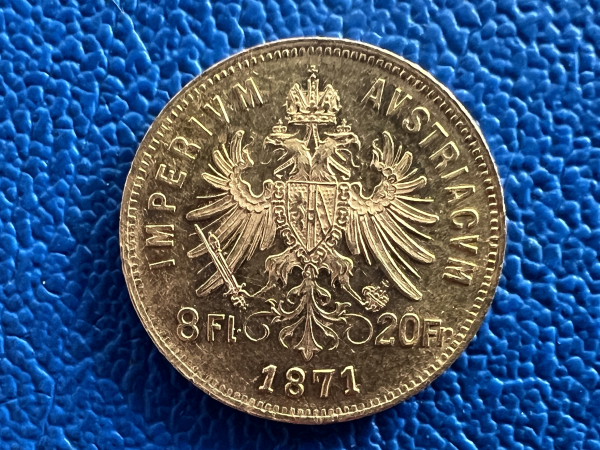 IMPERIVM AVSTRIACVM
8 Fl. 20 Fr.
1871